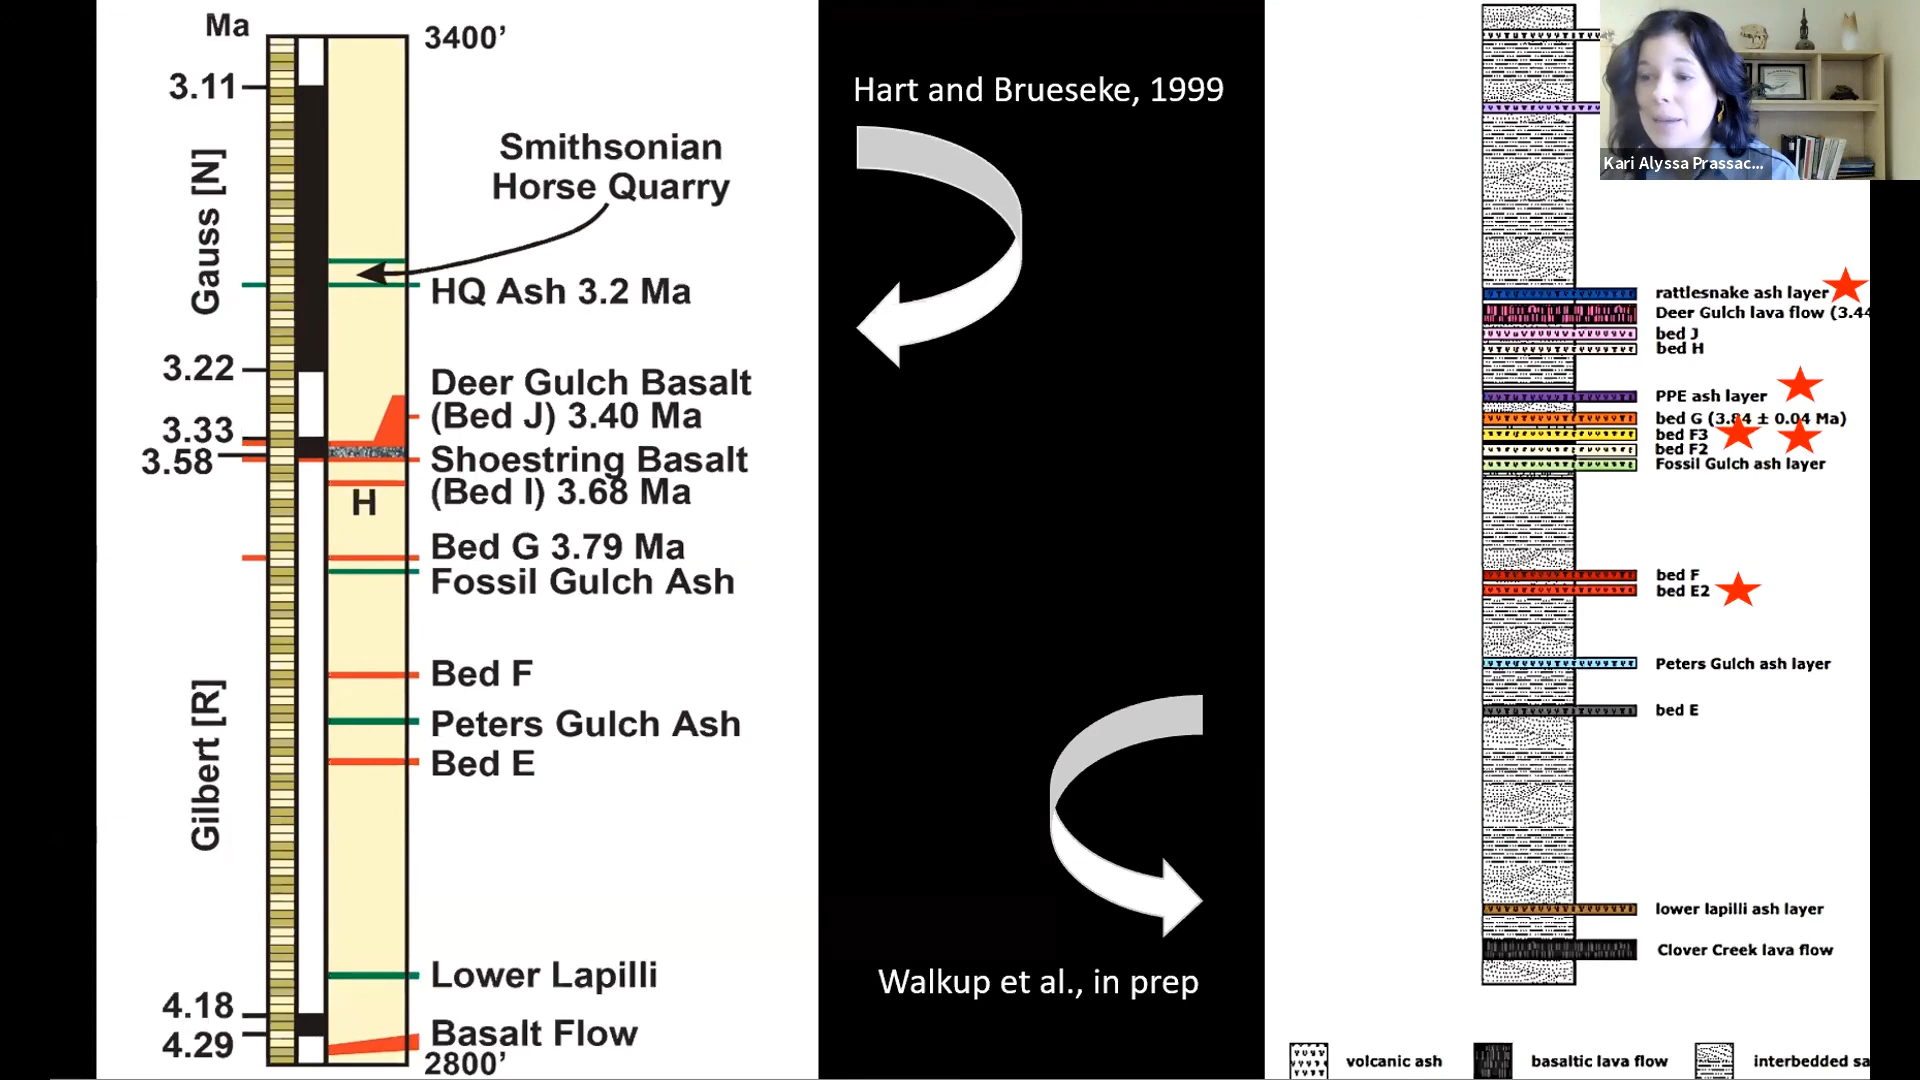 Ma
3400’
3.11
Gauss [N]
Smithsonian
Horse Quarry
HQ Ash 3.2 Ma
3.22
Deer Gulch Basalt
(Bed J) 3.40 Ma
3.33
3.58
Shoestring Basalt
(Bed I) 3.68 Ma
H
Bed G 3.79 Ma
Fossil Gulch Ash
Bed F
Peters Gulch Ash
Bed E
Gilbert [R]
Lower Lapilli
4.18
4.29
Basalt Flow
2800’
Hart and Brueseke, 1999
Walkup et al., in prep
Kari Alyssa Prassac...
rattlesnake ash layer
Deer Gulch lava flow (3.44
bed J
bed H
PPE ash layer
bed G (3.84 ± 0.04 Ma)
bed F3
bed F2
Fossil Gulch ash layer
bed F
bed E2
Peters Gulch ash layer
bed E
lower lapilli ash layer
Clover Creek lava flow
volcanic ash
basaltic lava flow
interbedded sa